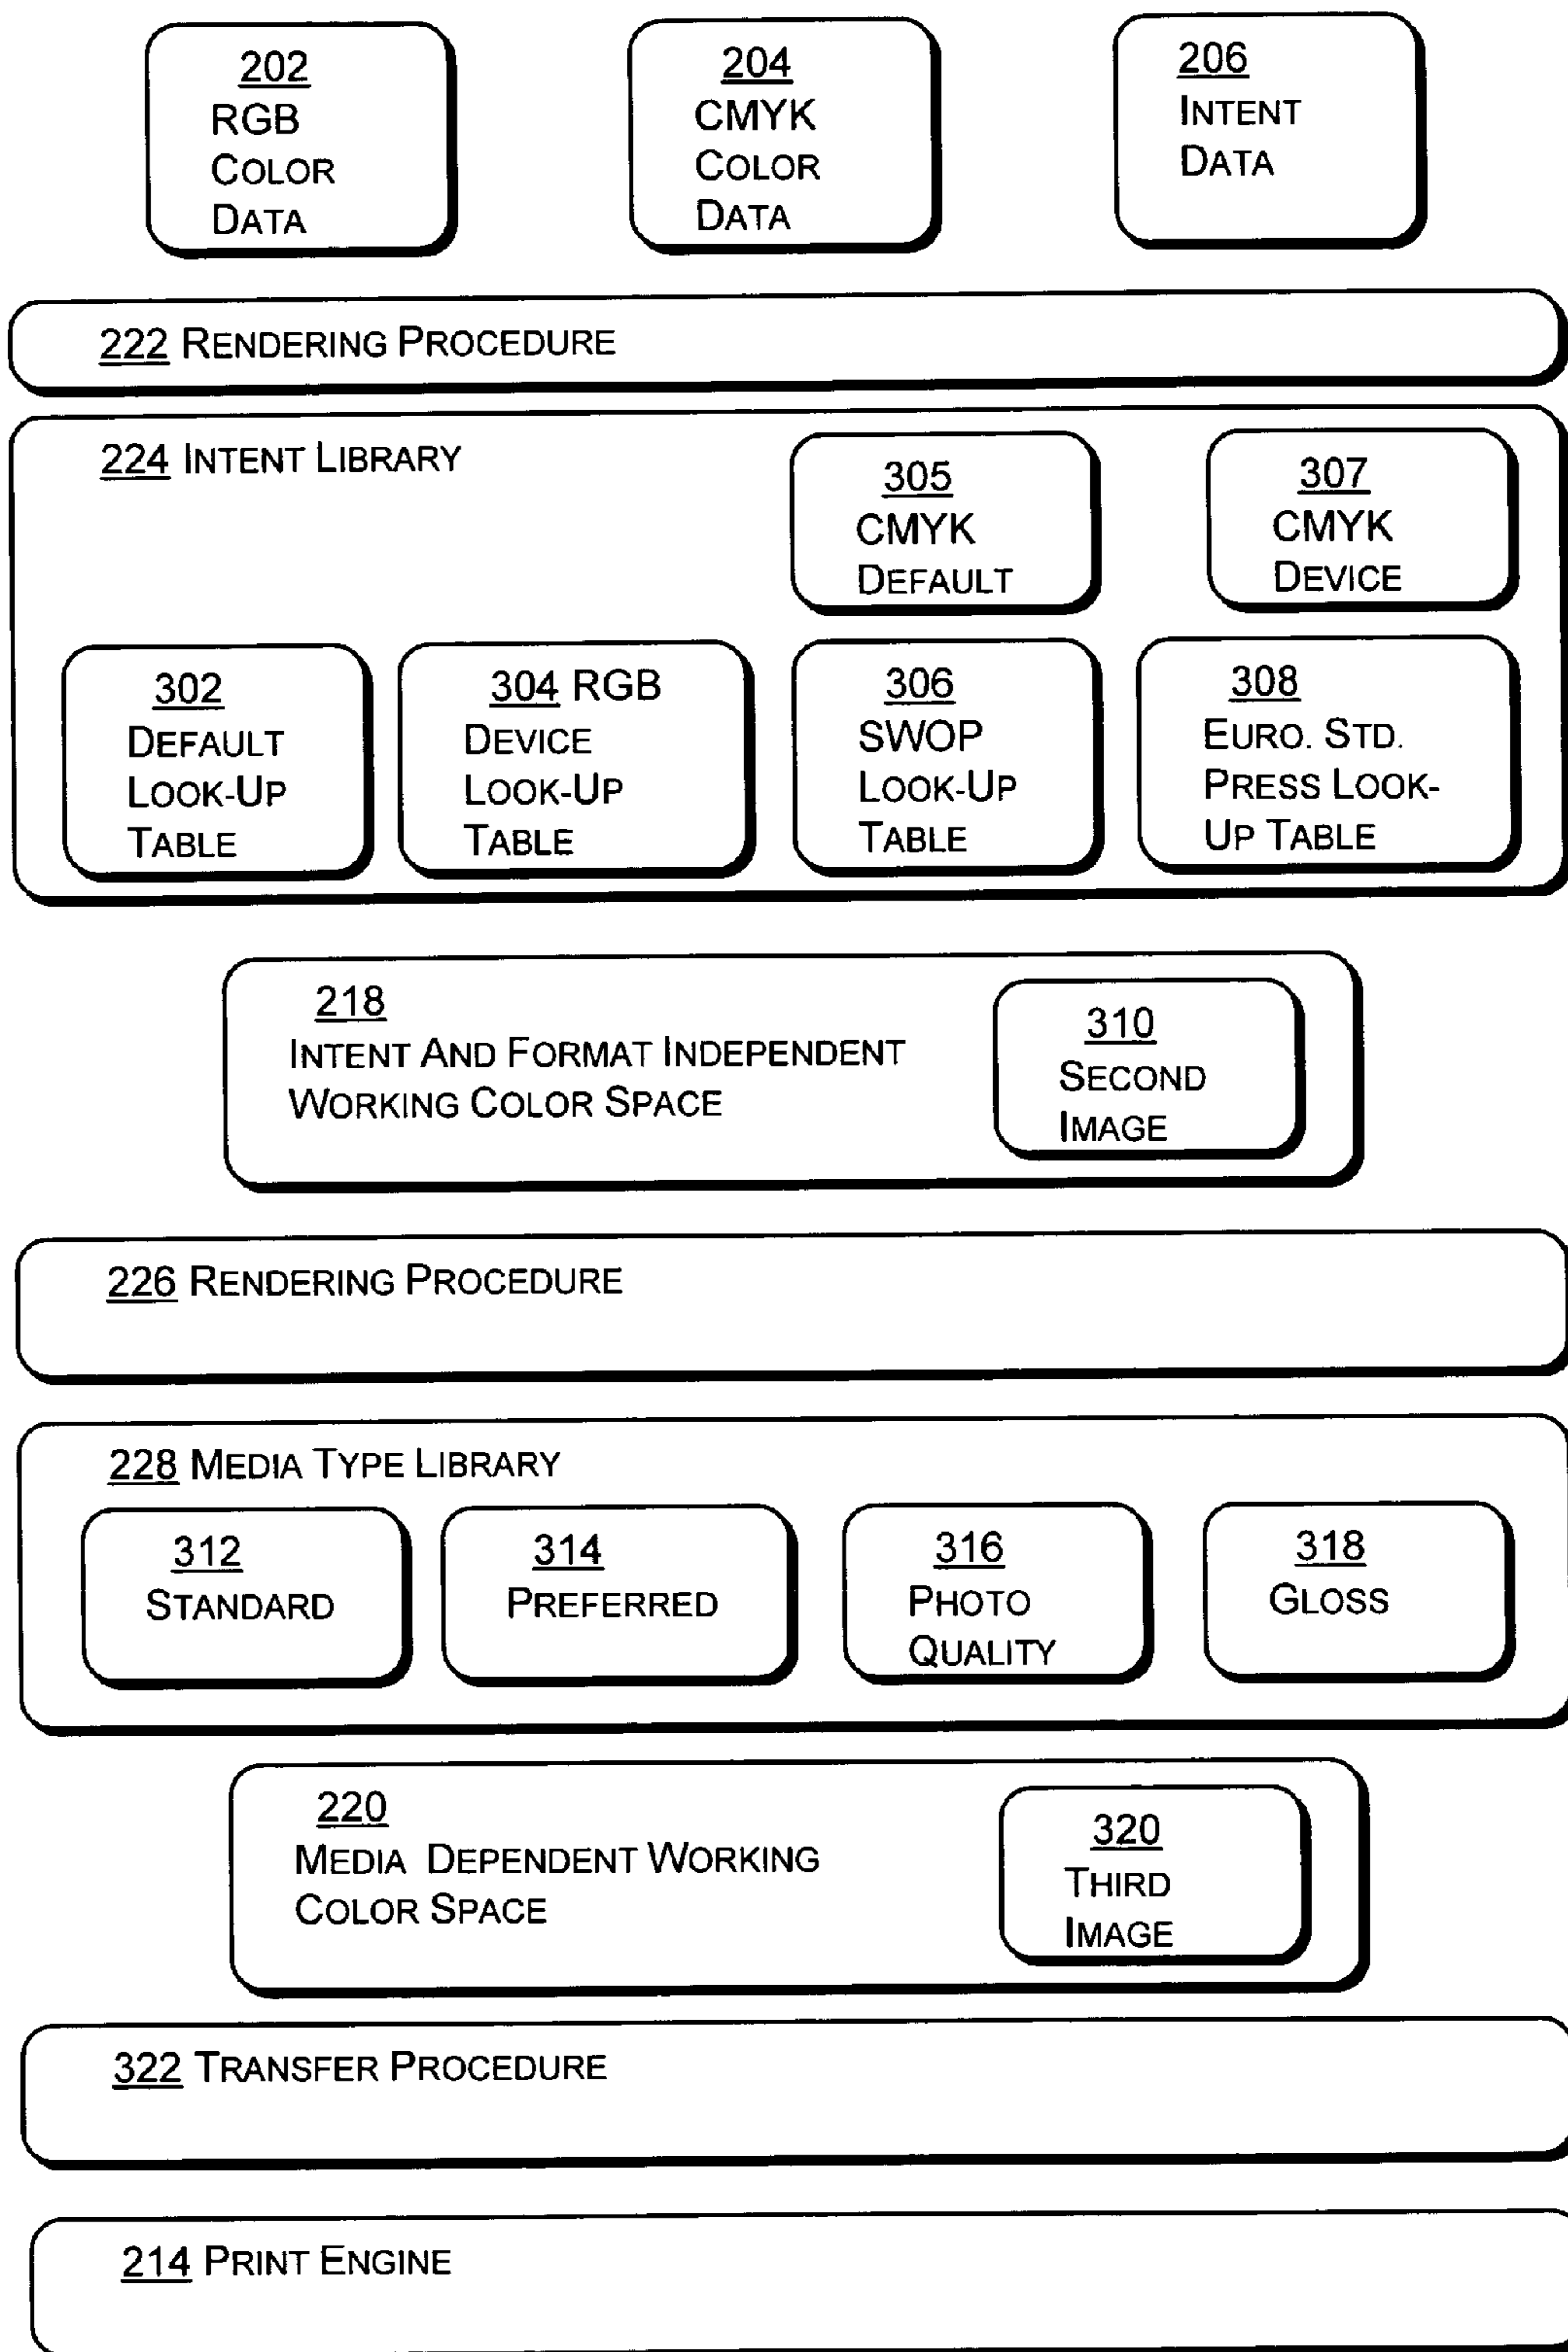 202
RGB
COLOR
DATA
204
CMYK
COLOR
DATA
206
INTENT
DATA
222 RENDERING PROCEDURE
224 INTENT LIBRARY
305
CMYK
DEFAULT
307
CMYK
DEVICE
302
DEFAULT
LOOK-UP
TABLE
304 RGB
DEVICE
LOOK-UP
TABLE
306
SWOP
LOOK-UP
TABLE
308
EURO. STD.
PRESS LOOK-
UP TABLE
218
INTENT AND FORMAT INDEPENDENT
WORKING COLOR SPACE
310
SECOND
IMAGE
226 RENDERING PROCEDURE
228 MEDIA TYPE LIBRARY
312
STANDARD
314
PREFERRED
316
PHOTO
QUALITY
318
GLOSS
220
MEDIA DEPENDENT WORKING
COLOR SPACE
320
THIRD
IMAGE
322 TRANSFER PROCEDURE
214 PRINT ENGINE